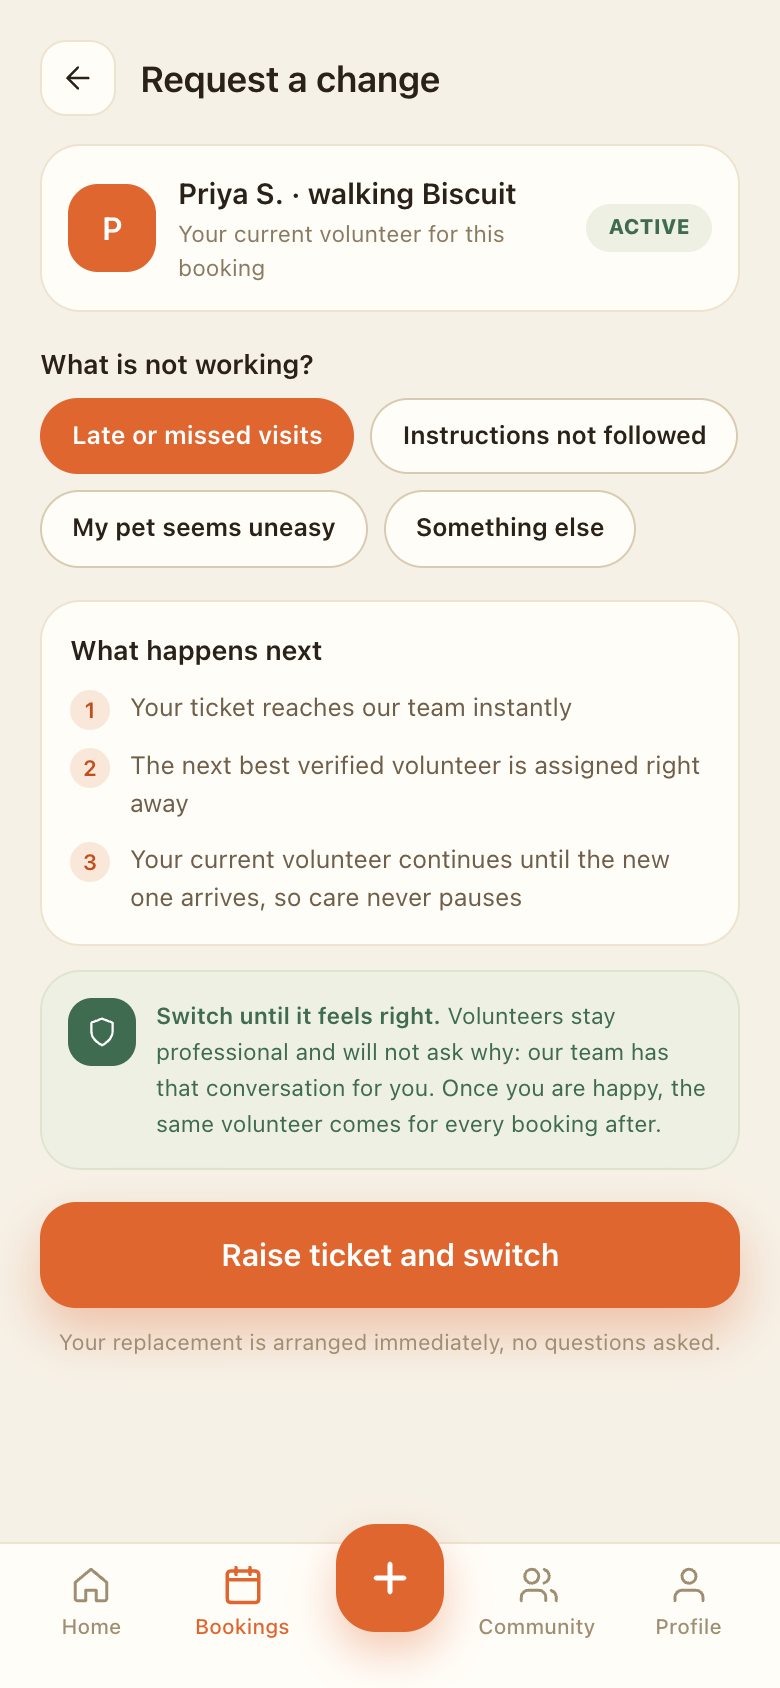 Request a change
P
Priya S. · walking Biscuit
Your current volunteer for this
booking
ACTIVE
What is not working?
Late or missed visits
Instructions not followed
My pet seems uneasy
Something else
What happens next
1 Your ticket reaches our team instantly
2 The next best verified volunteer is assigned right
away
3 Your current volunteer continues until the new
one arrives, so care never pauses
Switch until it feels right. Volunteers stay
professional and will not ask why: our team has
that conversation for you. Once you are happy, the
same volunteer comes for every booking after.
Raise ticket and switch
Your replacement is arranged immediately, no questions asked.
Home
Bookings
Community
Profile